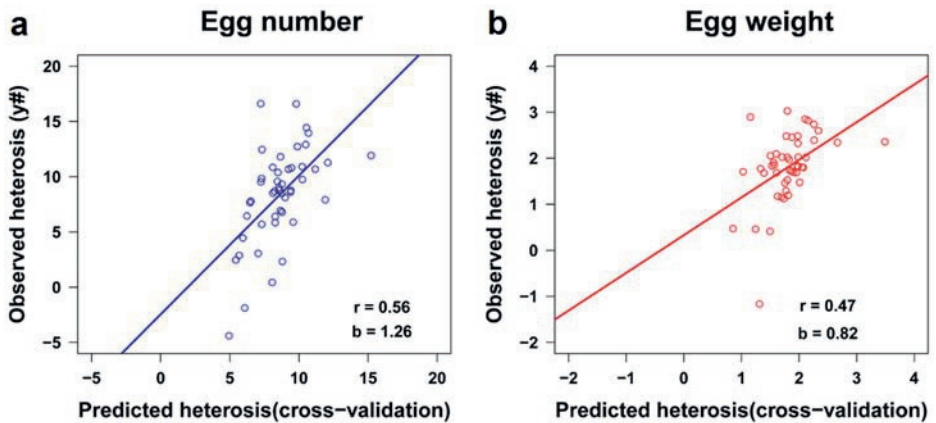 a
Egg number
Observed heterosis (y#)
20
15
10
5
0
−5
r = 0.56
b = 1.26
−5 0 5 10 15 20
Predicted heterosis(cross−validation)
b
Egg weight
Observed heterosis (y#)
4
3
2
1
0
−1
−2
r = 0.47
b = 0.82
−2 −1 0 1 2 3 4
Predicted heterosis(cross−validation)